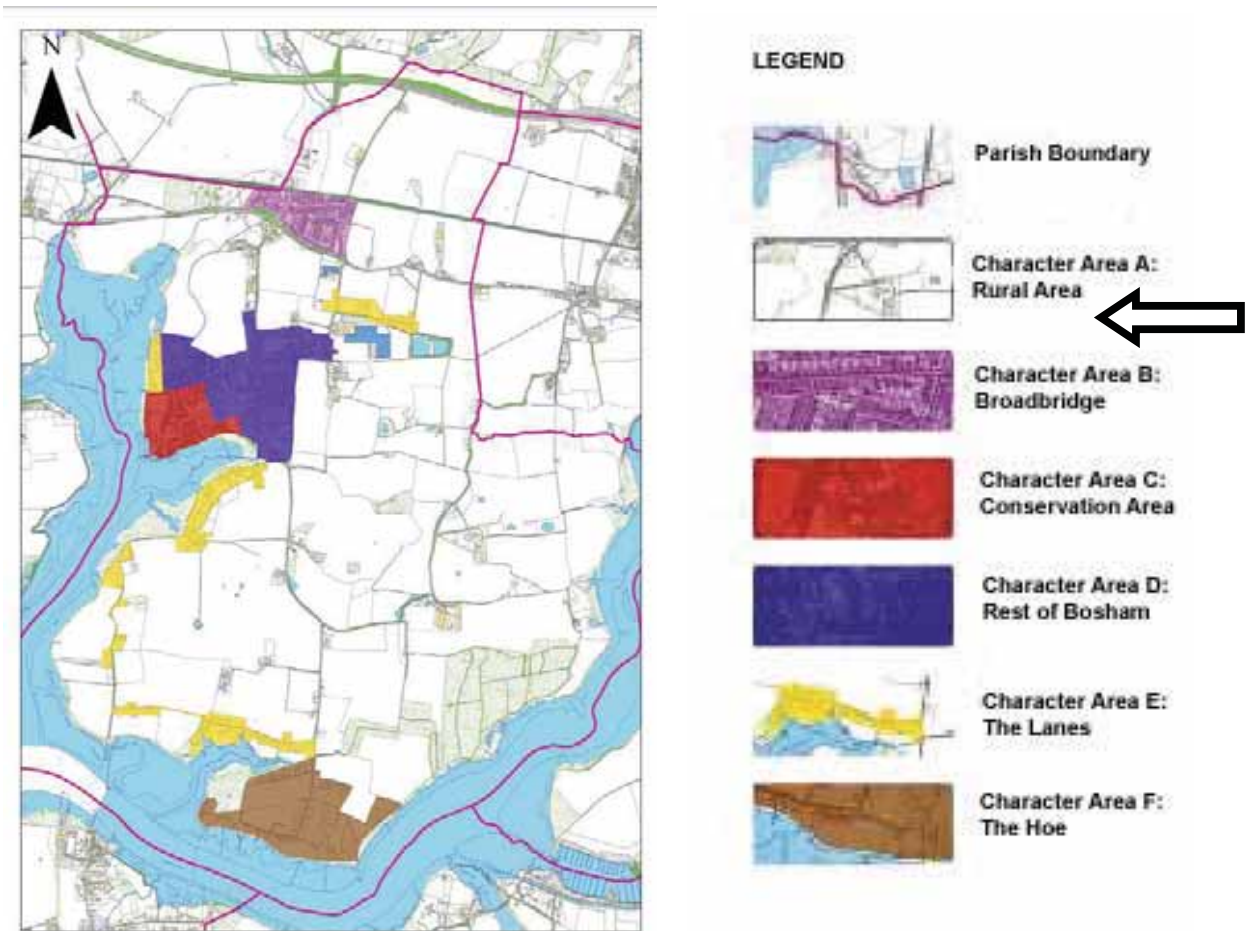 N
LEGEND
Parish Boundary
Character Area A:
Rural Area
Character Area B:
Broadbridge
Character Area C:
Conservation Area
Character Area D:
Rest of Bosham
Character Area E:
The Lanes
Character Area F:
The Hoe